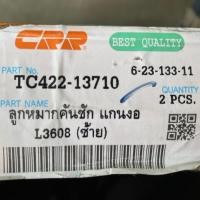 CRR
BEST QUALITY
PART No.
6-23-133-11
TC422-13710
QUANTITY
2 PCS.
PART NAME
ลูกหมากคันชัก แกนงอ
L3608 (ซ้าย)